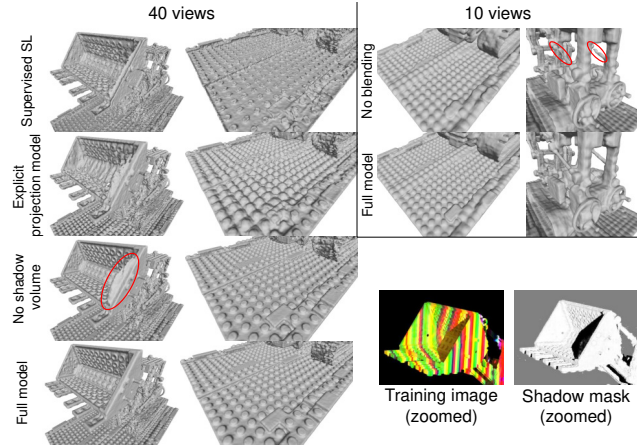 40 views
10 views
Supervised SL
No blending
Explicit
projection model
Full model
No shadow
volume
Full model
Training image
(zoomed)
Shadow mask
(zoomed)